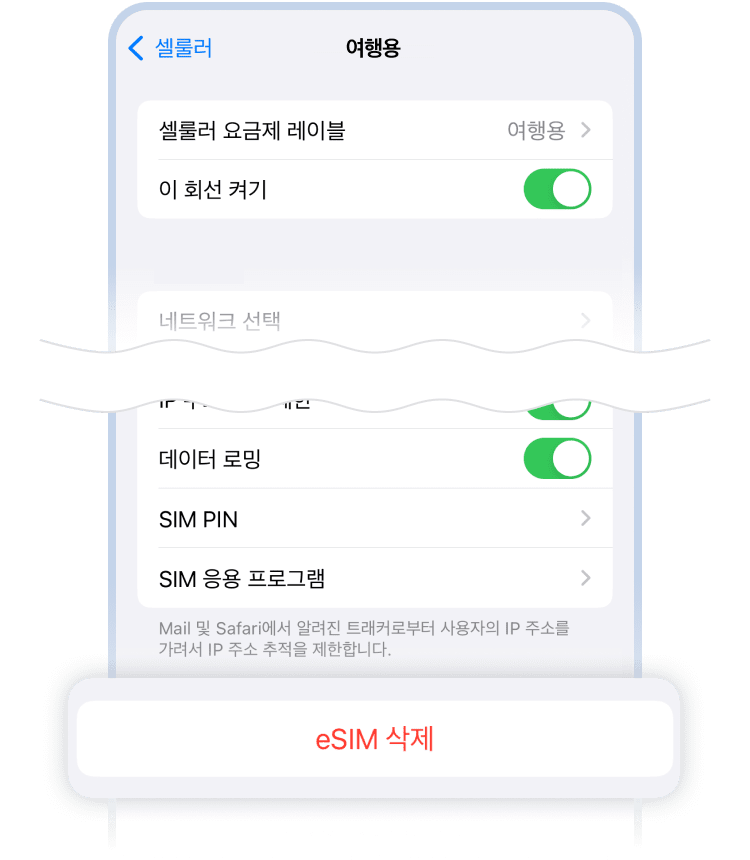 셀룰러
여행용
셀룰러 요금제 레이블 여행용
이 회선 켜기
네트워크 선택
데이터 로밍
SIM PIN
SIM 응용 프로그램
Mail 및 Safari에서 알려진 트래커로부터 사용자의 IP 주소를
가려서 IP 주소 추적을 제한합니다.
eSIM 삭제